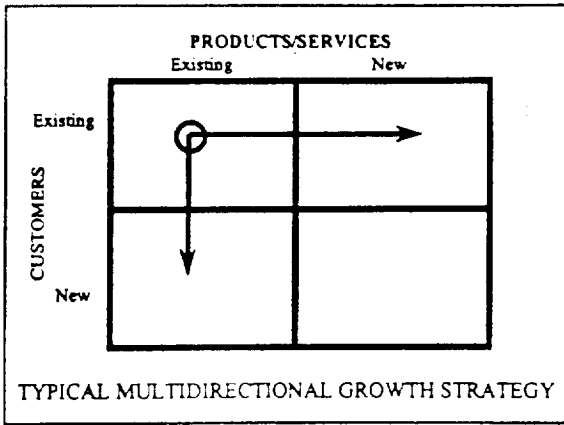 PRODUCTS/SERVICES
Existing New
Existing
CUSTOMERS
New
TYPICAL MULTIDIRECTIONAL GROWTH STRATEGY